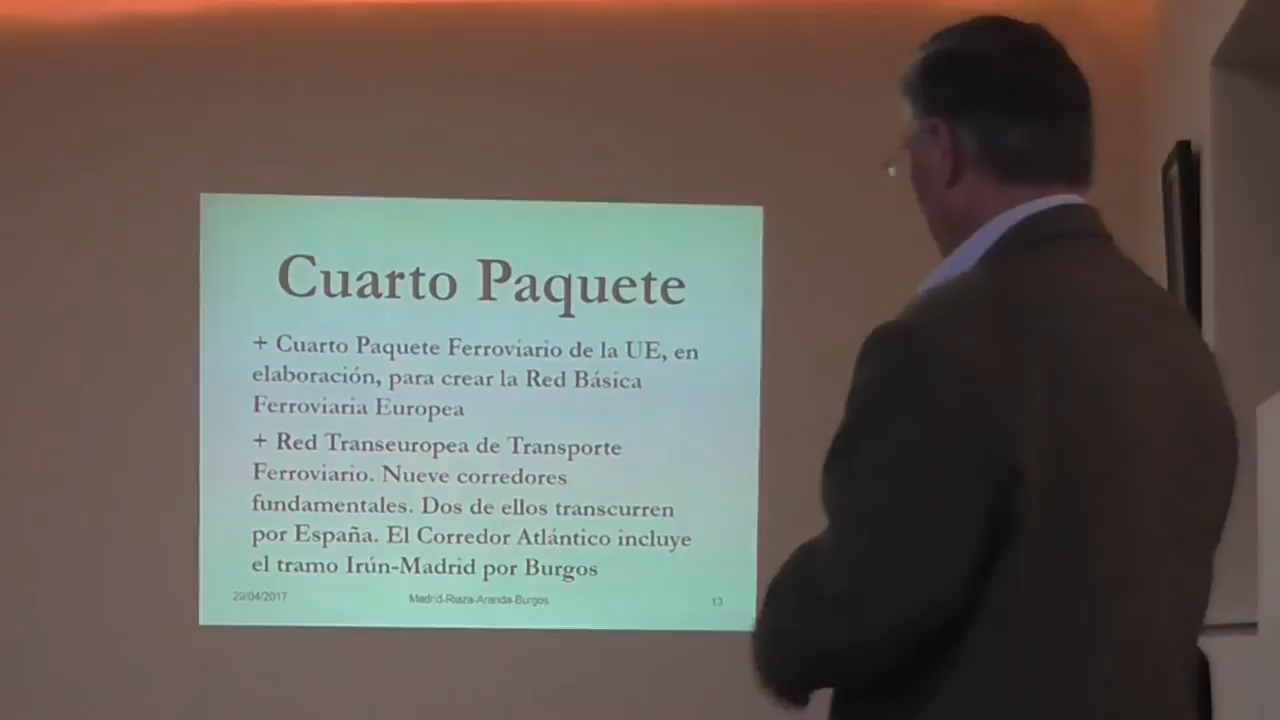 Cuarto Paquete
+ Cuarto Paquete Ferroviario de la UE, en
elaboración, para crear la Red Básica
Ferroviaria Europea
+ Red Transeuropea de Transporte
Ferroviario. Nueve corredores
fundamentales. Dos de ellos transcurren
por España. El Corredor Atlántico incluye
el tramo Irún-Madrid por Burgos
29/04/2017 Madrid-Riaza-Aranda-Burgos 13